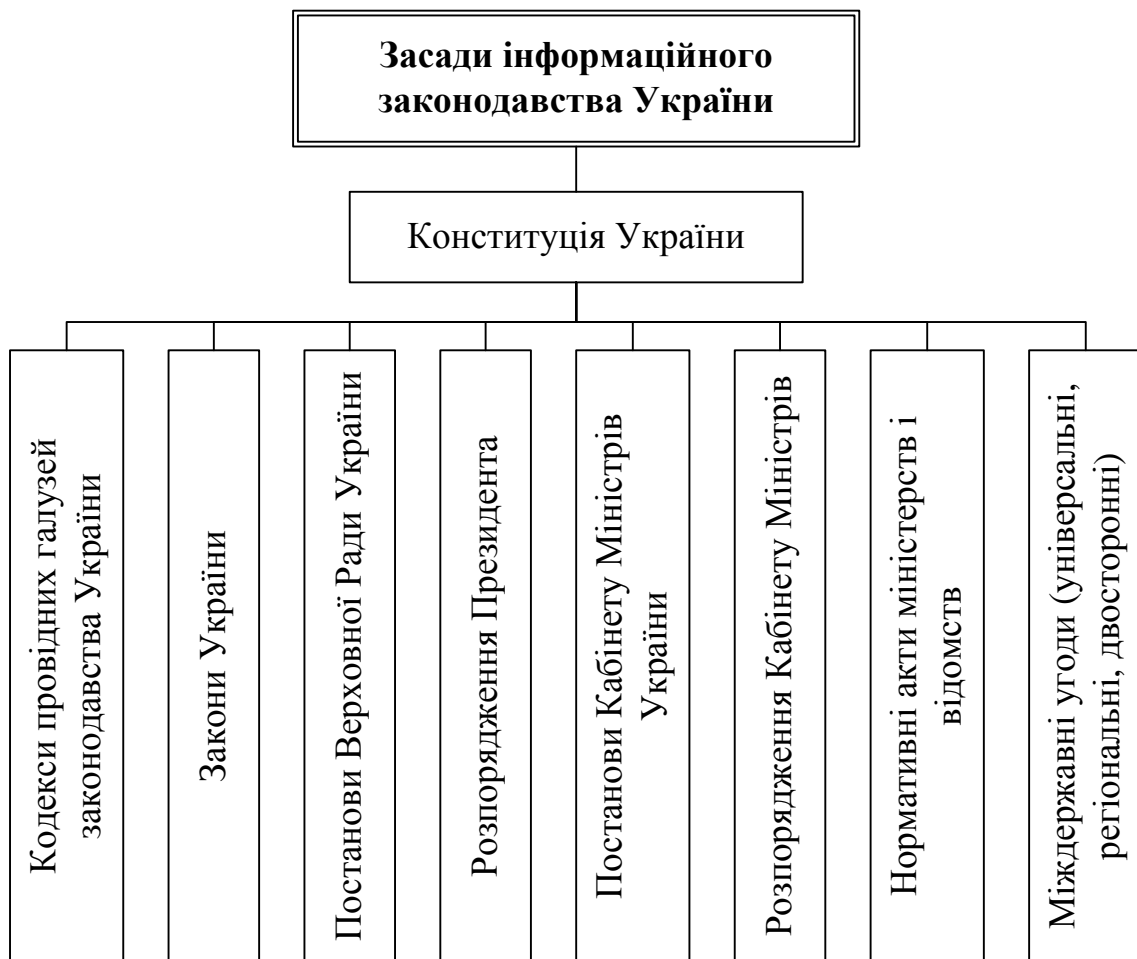 Засади інформаційного
законодавства України
Конституція України
Кодекси провідних галузей
законодавства України
Закони України
Постанови Верховної Ради України
Розпорядження Президента
Постанови Кабінету Міністрів
України
Розпорядження Кабінету Міністрів
Нормативні акти міністерств і
відомств
Міждержавні угоди (універсальні,
регіональні, двосторонні)